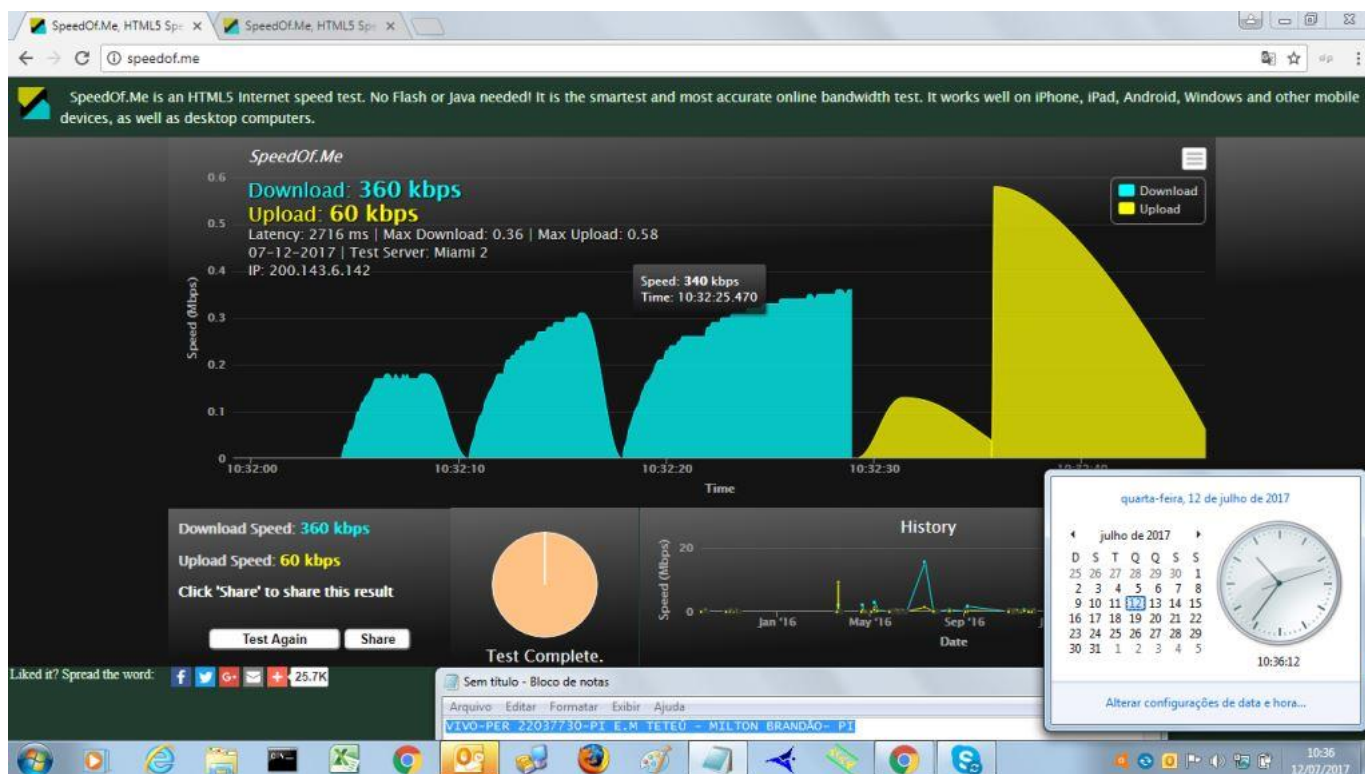 SpeedOf.Me, HTML5 Spe
SpeedOf.Me, HTML5 Spe
speedof.me
SpeedOf.Me is an HTML5 Internet speed test. No Flash or Java needed! It is the smartest and most accurate online bandwidth test. It works well on iPhone, iPad, Android, Windows and other mobile
devices, as well as desktop computers.
SpeedOf.Me
Download: 360 kbps
Upload: 60 kbps
Latency: 2716 ms | Max Download: 0.36 | Max Upload: 0.58
07-12-2017 | Test Server: Miami 2
IP: 200.143.6.142
Download
Upload
Speed: 340 kbps
Time: 10:32:25.470
Speed (Mbps)
0.6
0.5
0.4
0.3
0.2
0.1
0
10:32:00 10:32:10 10:32:20 10:32:30 10:32:40
Time
Download Speed: 360 kbps
Upload Speed: 60 kbps
Click 'Share' to share this result
Test Again Share
Test Complete.
History
Speed (Mbps)
20
0
Jan '16 May '16 Sep '16
Date
Liked it? Spread the word: 25.7K
Sem título - Bloco de notas
Arquivo Editar Formatar Exibir Ajuda
VIVO-PER 22037730-PI E.M TETEÚ - MILTON BRANDÃO- PI
quarta-feira, 12 de julho de 2017
julho de 2017
D S T Q Q S S
25 26 27 28 29 30 1
2 3 4 5 6 7 8
9 10 11 12 13 14 15
16 17 18 19 20 21 22
23 24 25 26 27 28 29
30 31 1 2 3 4 5
10:36:12
Alterar configurações de data e hora...
10:36
12/07/2017